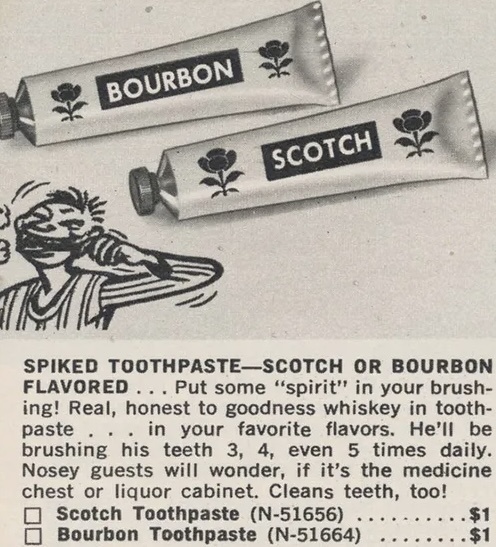 BOURBON
SCOTCH
SPIKED TOOTHPASTE—SCOTCH OR BOURBON
FLAVORED . . . Put some "spirit" in your brush-
ing! Real, honest to goodness whiskey in tooth-
paste . . . in your favorite flavors. He'll be
brushing his teeth 3, 4, even 5 times daily.
Nosey guests will wonder, if it's the medicine
chest or liquor cabinet. Cleans teeth, too!
☐ Scotch Toothpaste (N-51656) ..........$1
☐ Bourbon Toothpaste (N-51664) ........$1